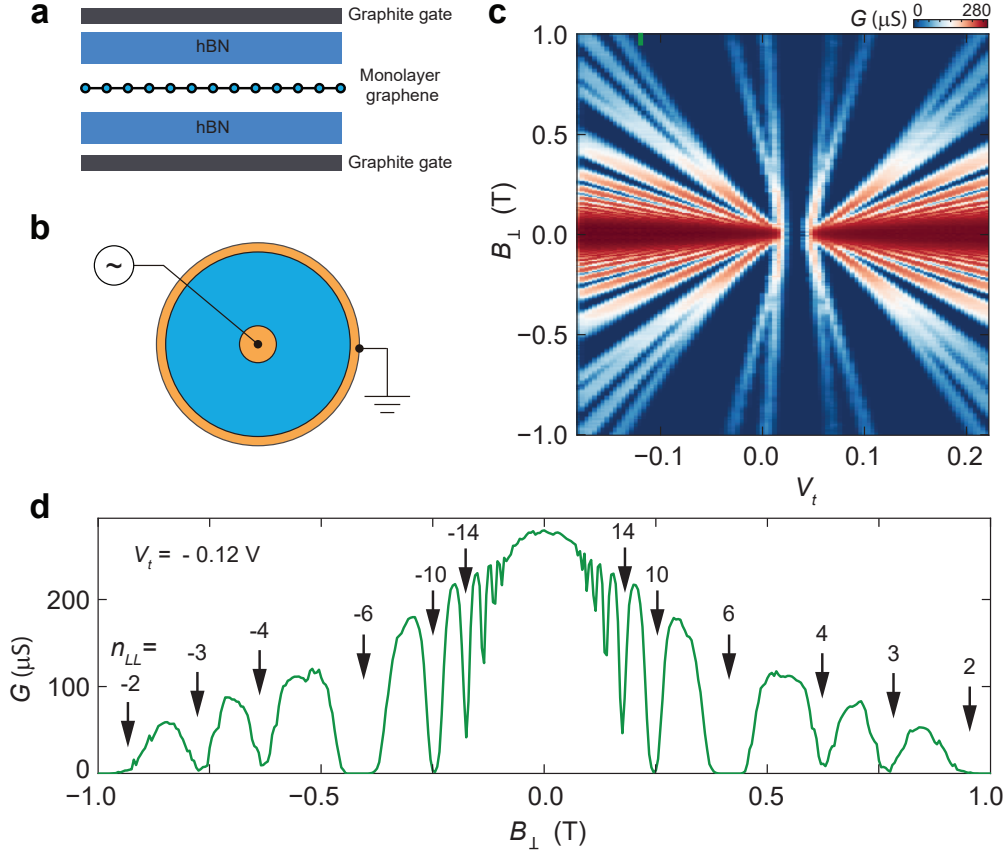 a
Graphite gate
hBN
Monolayer
graphene
hBN
Graphite gate
b
~
c
G (μS)
0
280
1.0
0.5
0.0
−0.5
−1.0
B⊥ (T)
−0.1
0.0
0.1
0.2
Vt
d
Vt = - 0.12 V
nLL=
-2
-3
-4
-6
-10
-14
14
10
6
4
3
2
200
100
0
G (μS)
−1.0
−0.5
0.0
0.5
1.0
B⊥ (T)